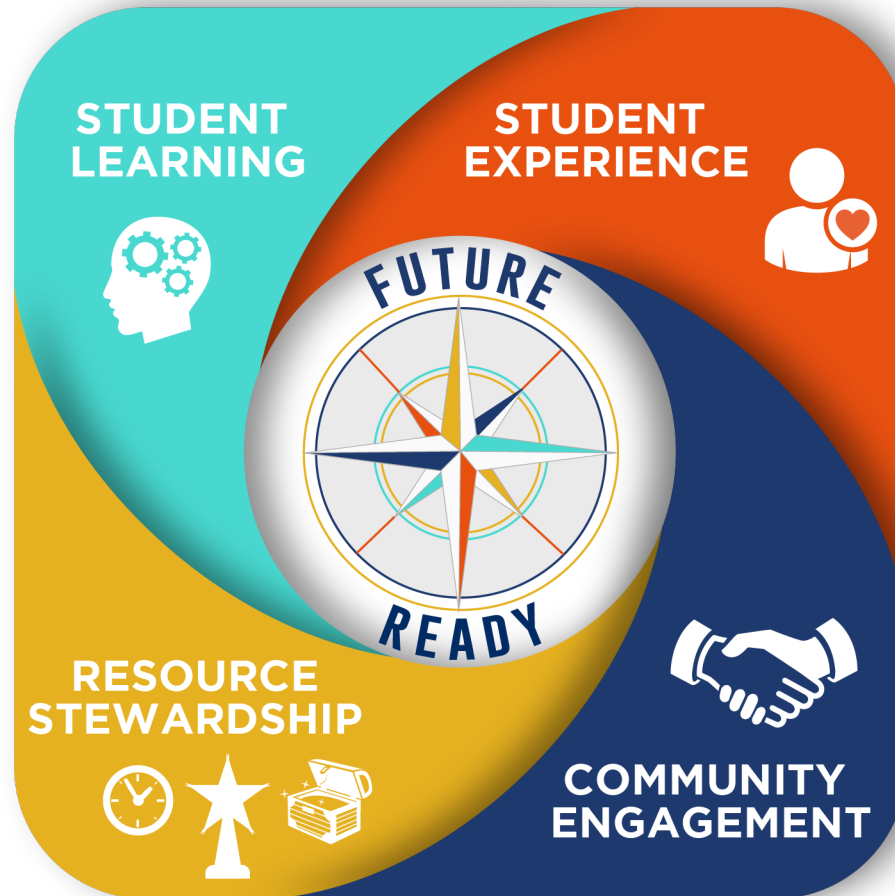 STUDENT
LEARNING
STUDENT
EXPERIENCE
FUTURE
READY
RESOURCE
STEWARDSHIP
COMMUNITY
ENGAGEMENT